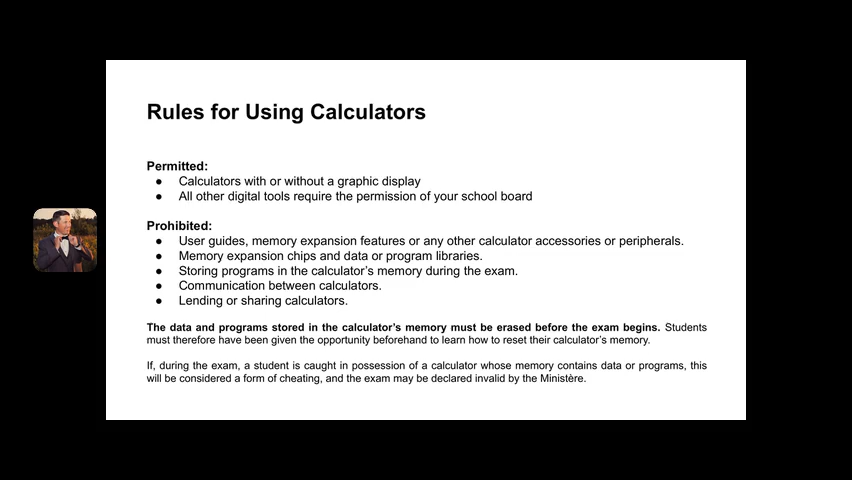 Rules for Using Calculators
Permitted:
● Calculators with or without a graphic display
● All other digital tools require the permission of your school board
Prohibited:
● User guides, memory expansion features or any other calculator accessories or peripherals.
● Memory expansion chips and data or program libraries.
● Storing programs in the calculator’s memory during the exam.
● Communication between calculators.
● Lending or sharing calculators.
The data and programs stored in the calculator’s memory must be erased before the exam begins. Students
must therefore have been given the opportunity beforehand to learn how to reset their calculator’s memory.
If, during the exam, a student is caught in possession of a calculator whose memory contains data or programs, this
will be considered a form of cheating, and the exam may be declared invalid by the Ministère.